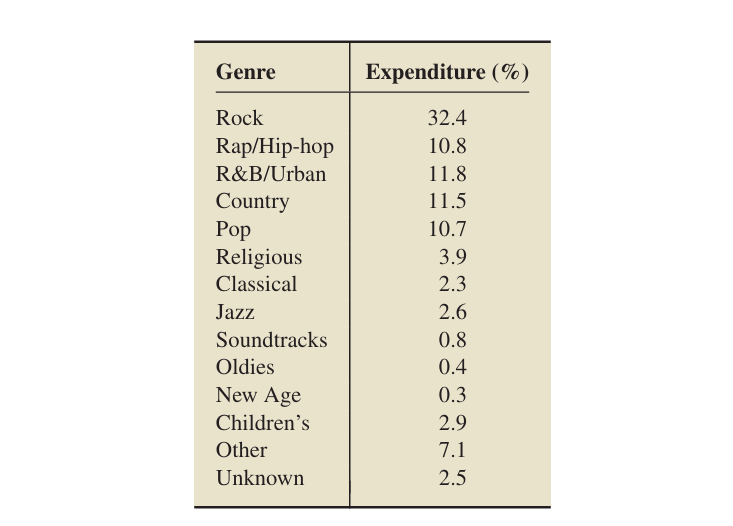 Genre Expenditure (%)
Rock 32.4
Rap/Hip-hop 10.8
R&B/Urban 11.8
Country 11.5
Pop 10.7
Religious 3.9
Classical 2.3
Jazz 2.6
Soundtracks 0.8
Oldies 0.4
New Age 0.3
Children’s 2.9
Other 7.1
Unknown 2.5